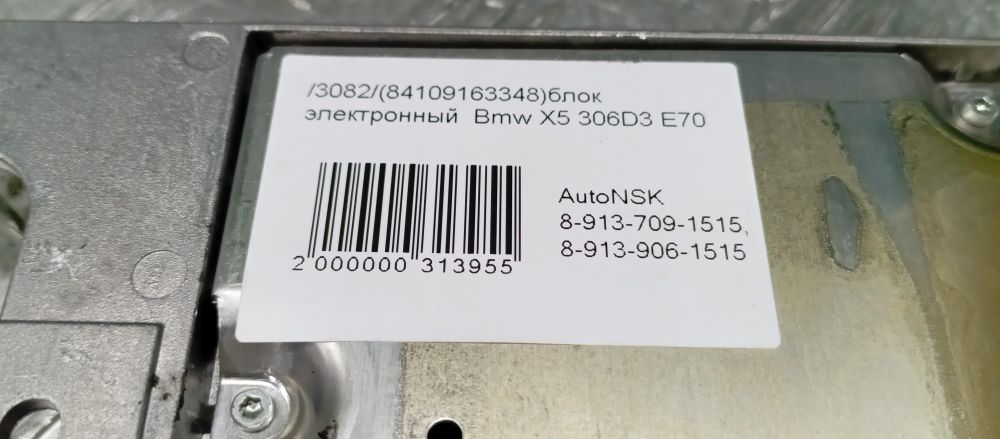 /3082/(84109163348)блок
электронный Bmw X5 306D3 E70
AutoNSK
8-913-709-1515,
8-913-906-1515
2 000000 313955